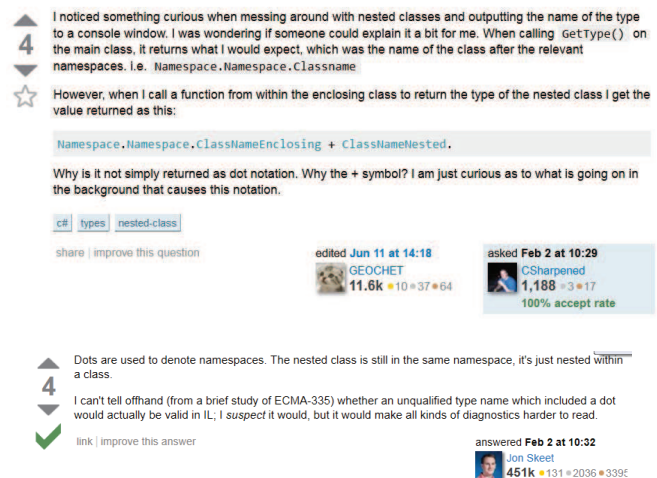 I noticed something curious when messing around with nested classes and outputting the name of the type
to a console window. I was wondering if someone could explain it a bit for me. When calling GetType() on
4
the main class, it returns what I would expect, which was the name of the class after the relevant
namespaces. i.e. Namespace.Namespace.Classname
However, when I call a function from within the enclosing class to return the type of the nested class I get the
value returned as this:
Namespace.Namespace.ClassNameEnclosing + ClassNameNested.
Why is it not simply returned as dot notation. Why the + symbol? I am just curious as to what is going on in
the background that causes this notation.
c# types nested-class
share | improve this question
edited Jun 11 at 14:18
GEOCHET
11.6k 10 37 64
asked Feb 2 at 10:29
CSharpened
1,188 3 17
100% accept rate
Dots are used to denote namespaces. The nested class is still in the same namespace, it's just nested within
a class.
4
I can't tell offhand (from a brief study of ECMA-335) whether an unqualified type name which included a dot
would actually be valid in IL; I suspect it would, but it would make all kinds of diagnostics harder to read.
link | improve this answer
answered Feb 2 at 10:32
Jon Skeet
451k 131 2036